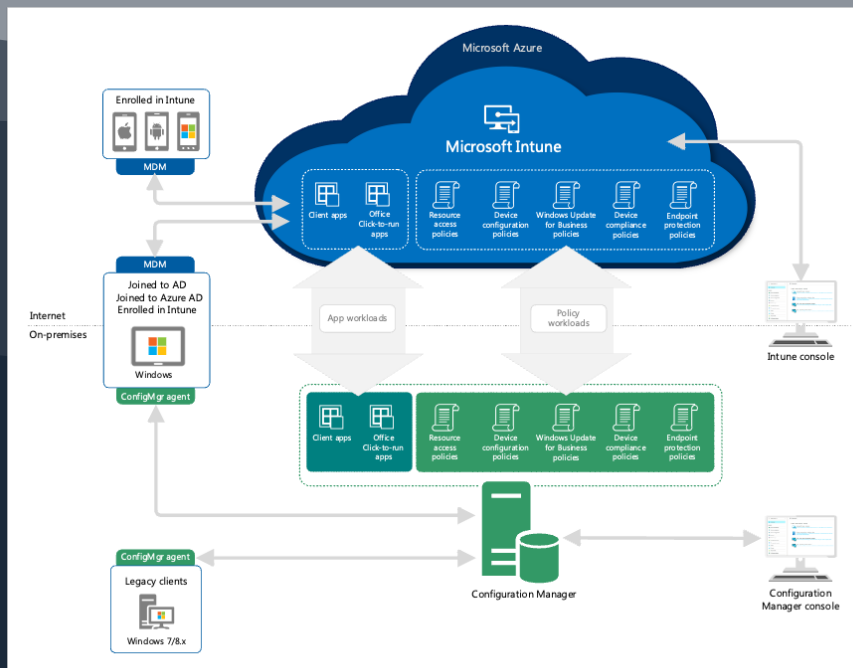 Microsoft Azure
Enrolled in Intune
MDM
Microsoft Intune
Client apps
Office
Click-to-run
apps
Resource
access
policies
Device
configuration
policies
Windows Update
for Business
policies
Device
compliance
policies
Endpoint
protection
policies
MDM
Joined to AD
Joined to Azure AD
Enrolled in Intune
Windows
ConfigMgr agent
Internet
On-premises
App workloads
Policy
workloads
Intune console
Client apps
Office
Click-to-run
apps
Resource
access
policies
Device
configuration
policies
Windows Update
for Business
policies
Device
compliance
policies
Endpoint
protection
policies
Configuration Manager
ConfigMgr agent
Legacy clients
Windows 7/8.x
Configuration
Manager console